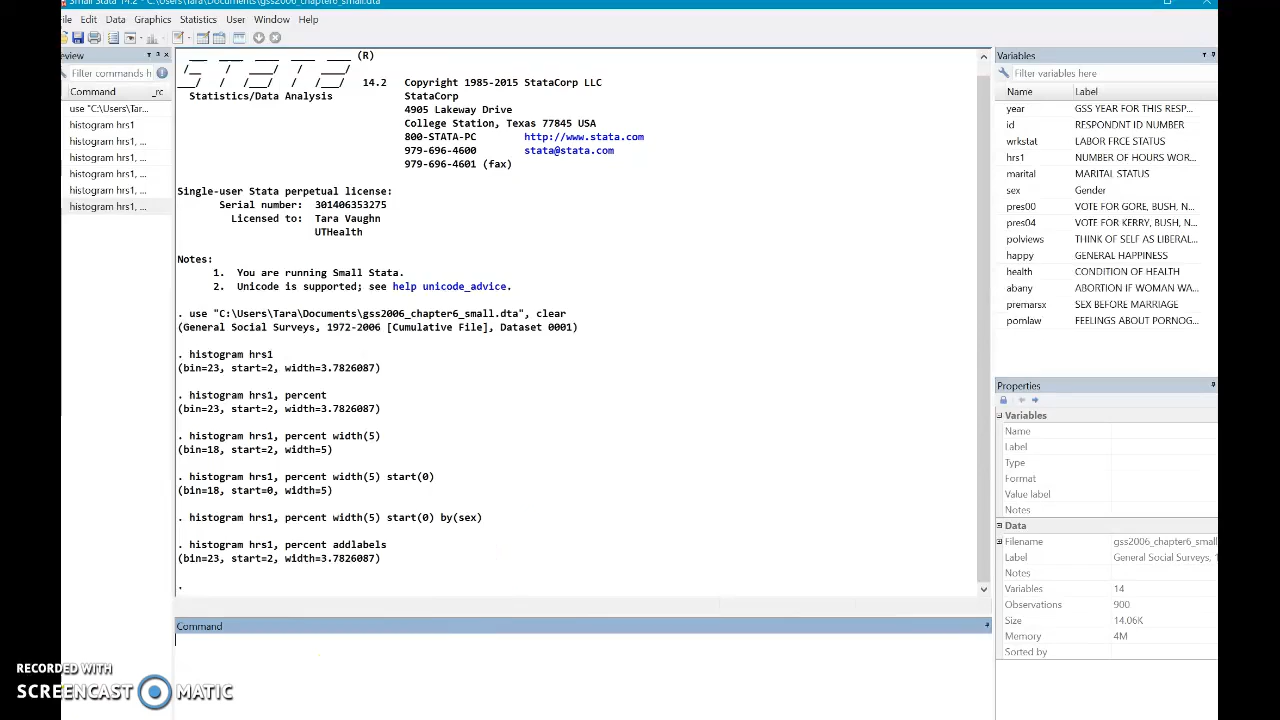 Small Stata 14.2 - C:\Users\Tara\Documents\gss2006_chapter6_small.dta
File Edit Data Graphics Statistics User Window Help
Review
Filter commands h
Command _rc
use "C:\Users\Tar...
histogram hrs1
histogram hrs1, ...
histogram hrs1, ...
histogram hrs1, ...
histogram hrs1, ...
histogram hrs1, ...
(R)
14.2 Copyright 1985-2015 StataCorp LLC
Statistics/Data Analysis StataCorp
4905 Lakeway Drive
College Station, Texas 77845 USA
800-STATA-PC http://www.stata.com
979-696-4600 stata@stata.com
979-696-4601 (fax)
Single-user Stata perpetual license:
Serial number: 301406353275
Licensed to: Tara Vaughn
UTHealth
Notes:
1. You are running Small Stata.
2. Unicode is supported; see help unicode_advice.
. use "C:\Users\Tara\Documents\gss2006_chapter6_small.dta", clear
(General Social Surveys, 1972-2006 [Cumulative File], Dataset 0001)
. histogram hrs1
(bin=23, start=2, width=3.7826087)
. histogram hrs1, percent
(bin=23, start=2, width=3.7826087)
. histogram hrs1, percent width(5)
(bin=18, start=2, width=5)
. histogram hrs1, percent width(5) start(0)
(bin=18, start=0, width=5)
. histogram hrs1, percent width(5) start(0) by(sex)
. histogram hrs1, percent addlabels
(bin=23, start=2, width=3.7826087)
.
Command
Variables
Filter variables here
Name Label
year GSS YEAR FOR THIS RESP...
id RESPONDNT ID NUMBER
wrkstat LABOR FRCE STATUS
hrs1 NUMBER OF HOURS WOR...
marital MARITAL STATUS
sex Gender
pres00 VOTE FOR GORE, BUSH, N...
pres04 VOTE FOR KERRY, BUSH, N...
polviews THINK OF SELF AS LIBERAL...
happy GENERAL HAPPINESS
health CONDITION OF HEALTH
abany ABORTION IF WOMAN WA...
premarsx SEX BEFORE MARRIAGE
pornlaw FEELINGS ABOUT PORNOG...
Properties
Variables
Name
Label
Type
Format
Value label
Notes
Data
Filename gss2006_chapter6_small
Label General Social Surveys, 1
Notes
Variables 14
Observations 900
Size 14.06K
Memory 4M
Sorted by
RECORDED WITH
SCREENCAST MATIC